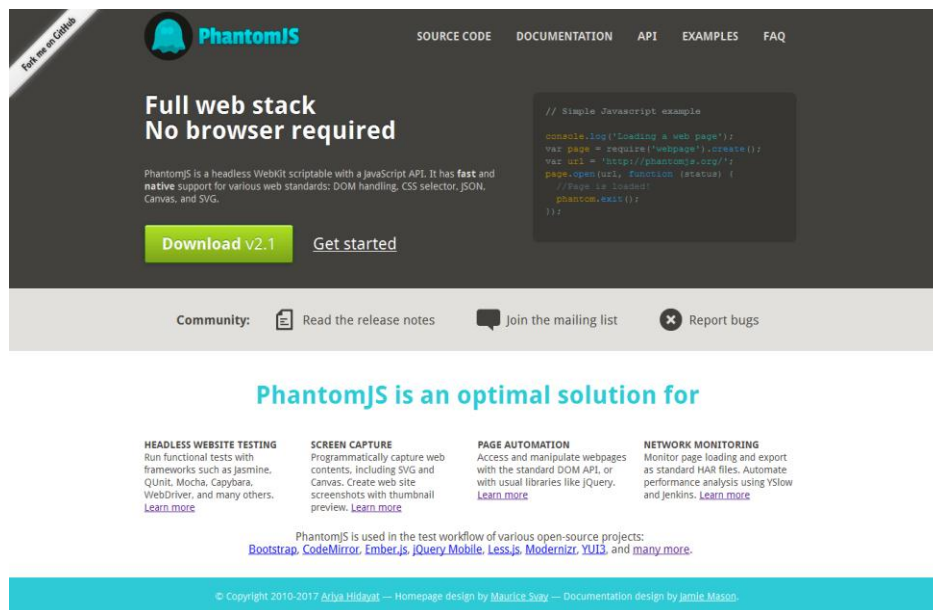 Fork me on GitHub
PhantomJS
SOURCE CODE DOCUMENTATION API EXAMPLES FAQ
Full web stack
No browser required
PhantomJS is a headless WebKit scriptable with a JavaScript API. It has fast and
native support for various web standards: DOM handling, CSS selector, JSON,
Canvas, and SVG.
Download v2.1 Get started
// Simple Javascript example
console.log('Loading a web page');
var page = require('webpage').create();
var url = 'http://phantomjs.org/';
page.open(url, function (status) {
//Page is loaded!
phantom.exit();
});
Community: Read the release notes Join the mailing list Report bugs
PhantomJS is an optimal solution for
HEADLESS WEBSITE TESTING
Run functional tests with
frameworks such as Jasmine,
QUnit, Mocha, Capybara,
WebDriver, and many others.
Learn more
SCREEN CAPTURE
Programmatically capture web
contents, including SVG and
Canvas. Create web site
screenshots with thumbnail
preview. Learn more
PAGE AUTOMATION
Access and manipulate webpages
with the standard DOM API, or
with usual libraries like jQuery.
Learn more
NETWORK MONITORING
Monitor page loading and export
as standard HAR files. Automate
performance analysis using YSlow
and Jenkins. Learn more
PhantomJS is used in the test workflow of various open-source projects:
Bootstrap, CodeMirror, Ember.js, jQuery Mobile, Less.js, Modernizr, YUI3, and many more.
© Copyright 2010-2017 Ariya Hidayat — Homepage design by Maurice Svay — Documentation design by Jamie Mason.